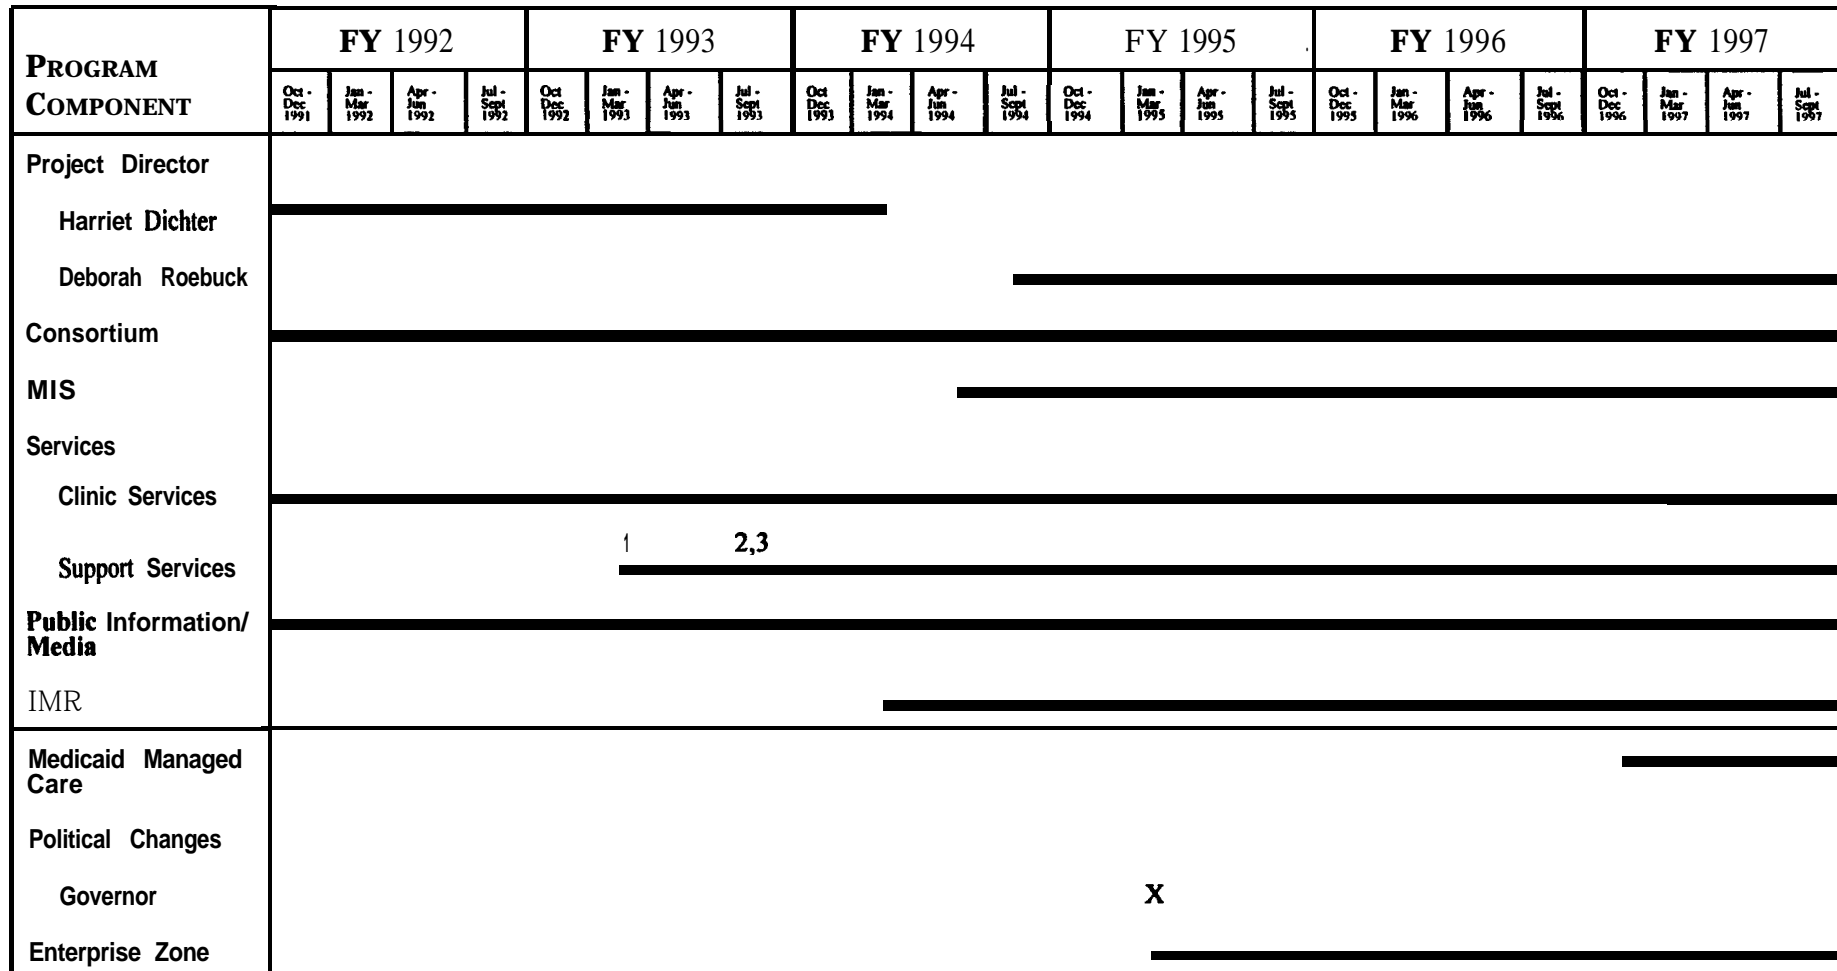 PROGRAM
COMPONENT
FY 1992
FY 1993
FY 1994
FY 1995
FY 1996
FY 1997
Oct -
Dec
1991
Jan -
Mar
1992
Apr -
Jun
1992
Jul -
Sept
1992
Oct
Dec
1992
Jan -
Mar
1993
Apr -
Jun
1993
Jul -
Sept
1993
Oct
Dec
1993
Jan -
Mar
1994
Apr -
Jun
1994
Jul -
Sept
1994
Oct -
Dec
1994
Jan -
Mar
1995
Apr -
Jun
1995
Jul -
Sept
1995
Oct -
Dec
1995
Jan -
Mar
1996
Apr -
Jun
1996
Jul -
Sept
1996
Oct -
Dec
1996
Jan -
Mar
1997
Apr -
Jun
1997
Jul -
Sept
1997
Project Director
Harriet Dichter
Deborah Roebuck
Consortium
MIS
Services
Clinic Services
1 2,3
Support Services
Public Information/
Media
IMR
Medicaid Managed
Care
Political Changes
Governor X
Enterprise Zone